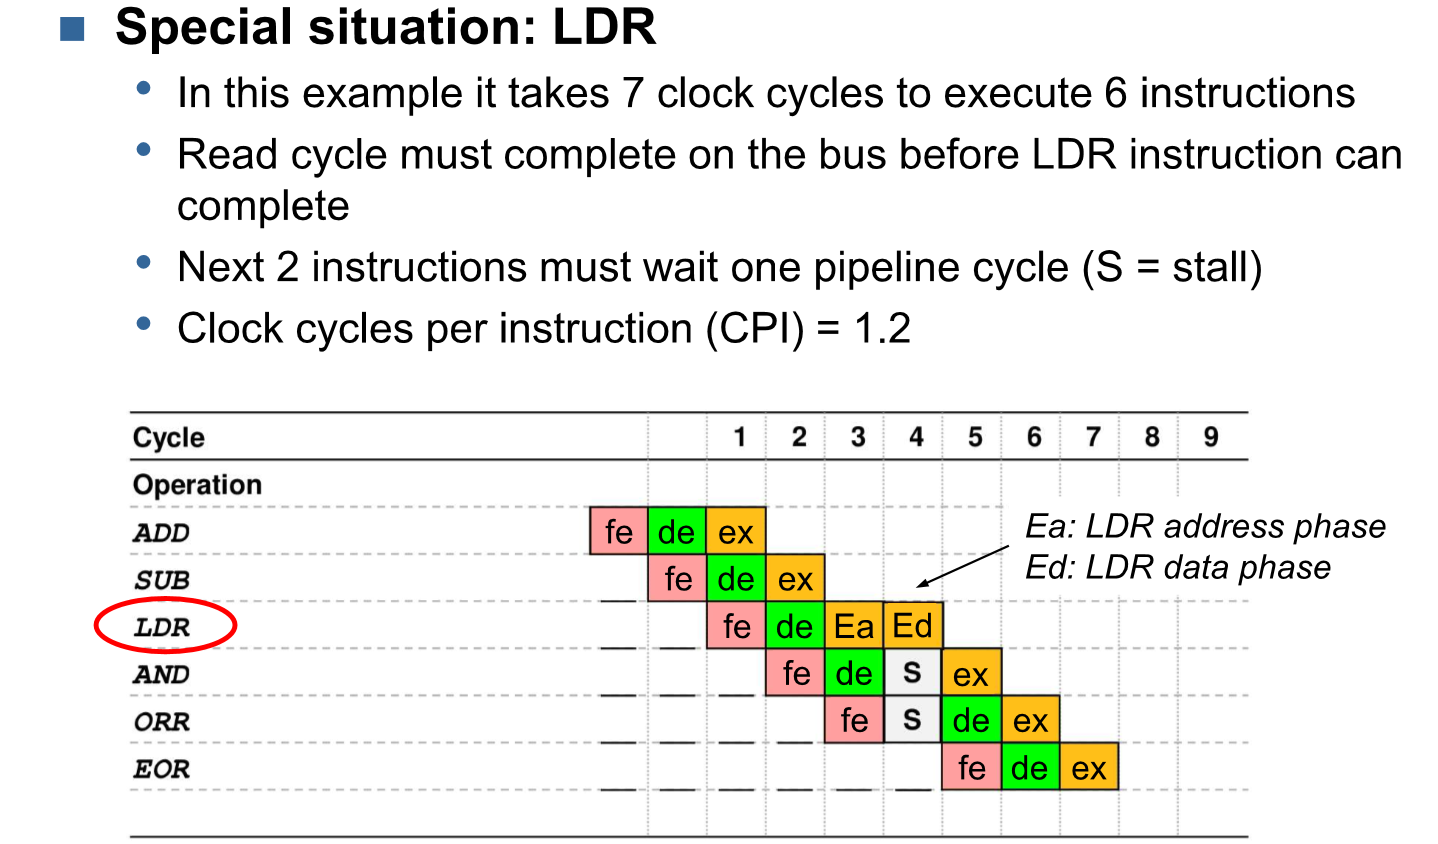 Special situation: LDR
In this example it takes 7 clock cycles to execute 6 instructions
Read cycle must complete on the bus before LDR instruction can
complete
Next 2 instructions must wait one pipeline cycle (S = stall)
Clock cycles per instruction (CPI) = 1.2
Cycle 1 2 3 4 5 6 7 8 9
Operation
Ea: LDR address phase
Ed: LDR data phase
ADD fe de ex
SUB fe de ex
LDR fe de Ea Ed
AND fe de S ex
ORR fe S de ex
EOR fe de ex